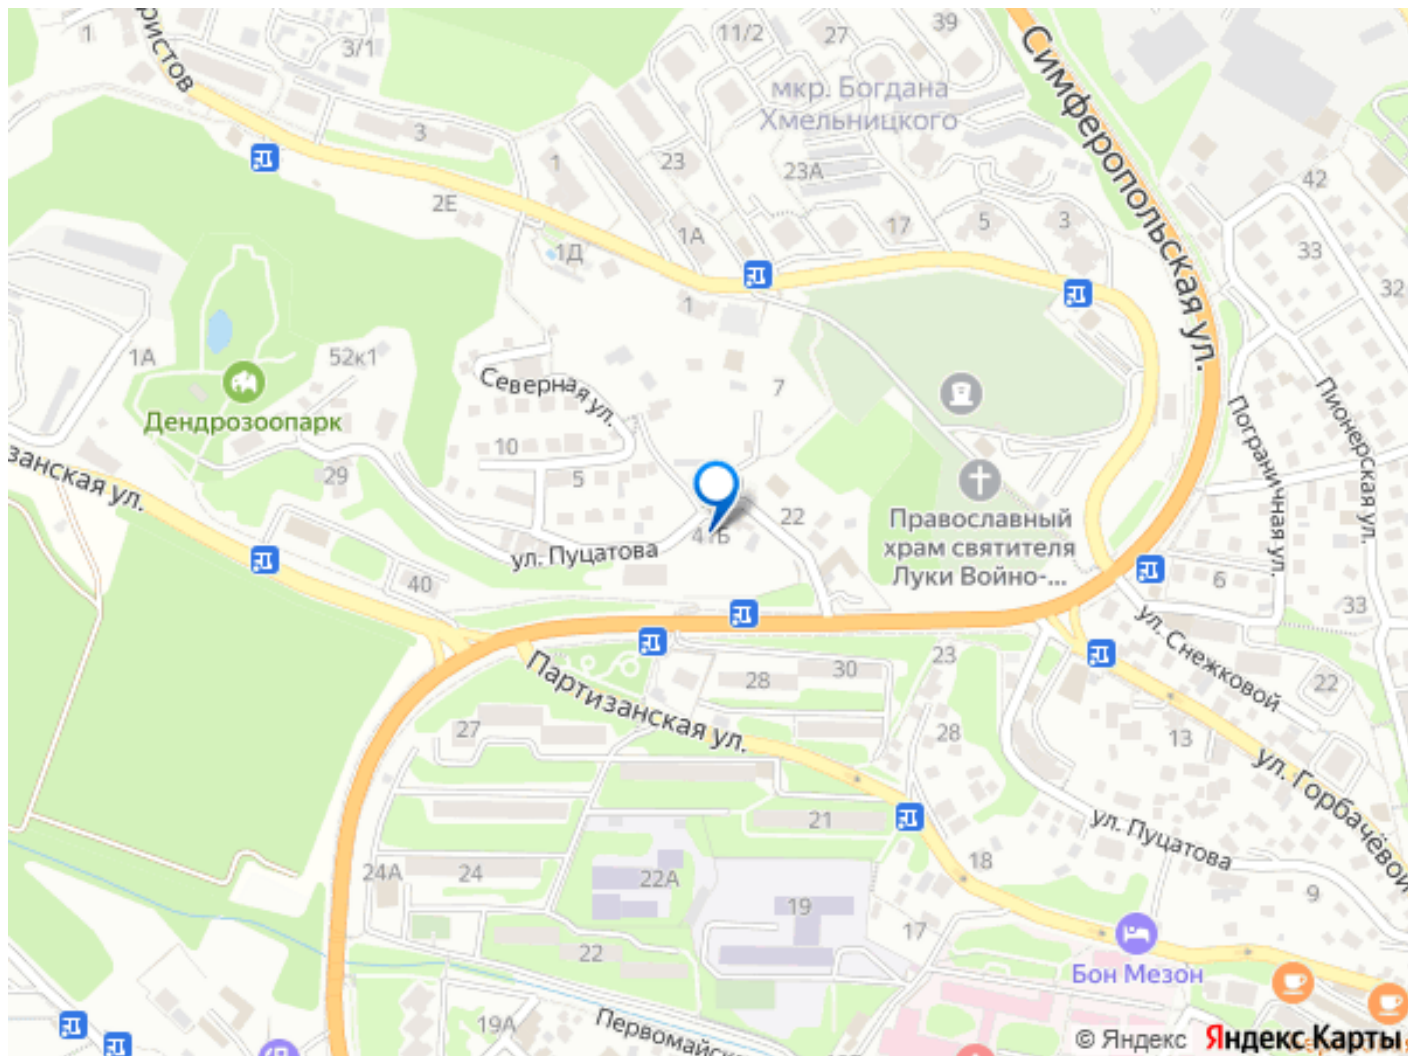 1
ристов
3/1
11/2
27
39
Симферопольская ул.
мкр. Богдана
Хмельницкого
3
1
23
23А
42
2Е
1А
17
5
3
33
1Д
32
1
1А
52к1
Дендрозоопарк
Северная ул.
7
Пионерская ул.
Пограничная ул.
10
5
29
занская ул.
22
41Б
ул. Пуцатова
Православный
храм святителя
Луки Войно-...
40
6
33
ул. Снежковой
23
30
28
22
Партизанская ул.
27
28
13
ул. Горбачёвой
21
ул. Пуцатова
18
24А
24
22А
19
9
17
22
Бон Мезон
19А
Первомайск
© Яндекс Яндекс Карты